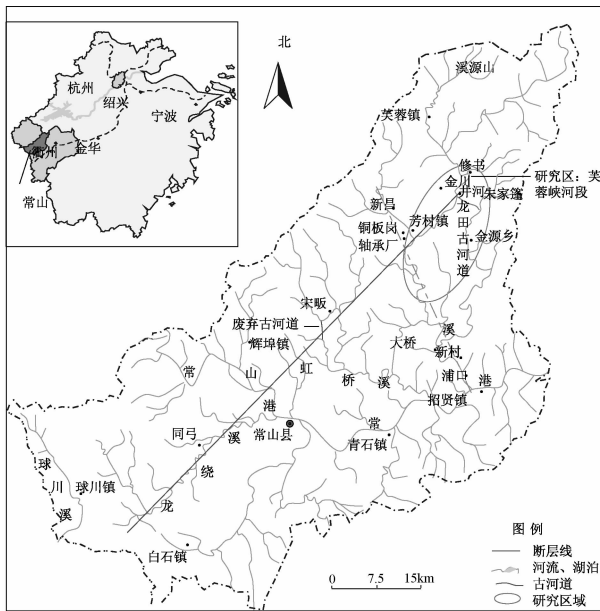 杭州
绍兴
宁波
衢州
金华
常山
北
溪源山
芙蓉镇
修书
金川
井河
朱家篷
研究区：芙
蓉峡河段
新昌
芳村镇
铜板岗
轴承厂
龙田古河道
金源乡
宋畈
废弃古河道
辉埠镇
大桥
溪
新村
浦口
常山港
虹桥溪
招贤镇
港
同弓
溪
常山县
常
青石镇
绕
龙
球川溪
球川镇
白石镇
图例
断层线
河流、湖泊
古河道
研究区域
0 7.5 15km